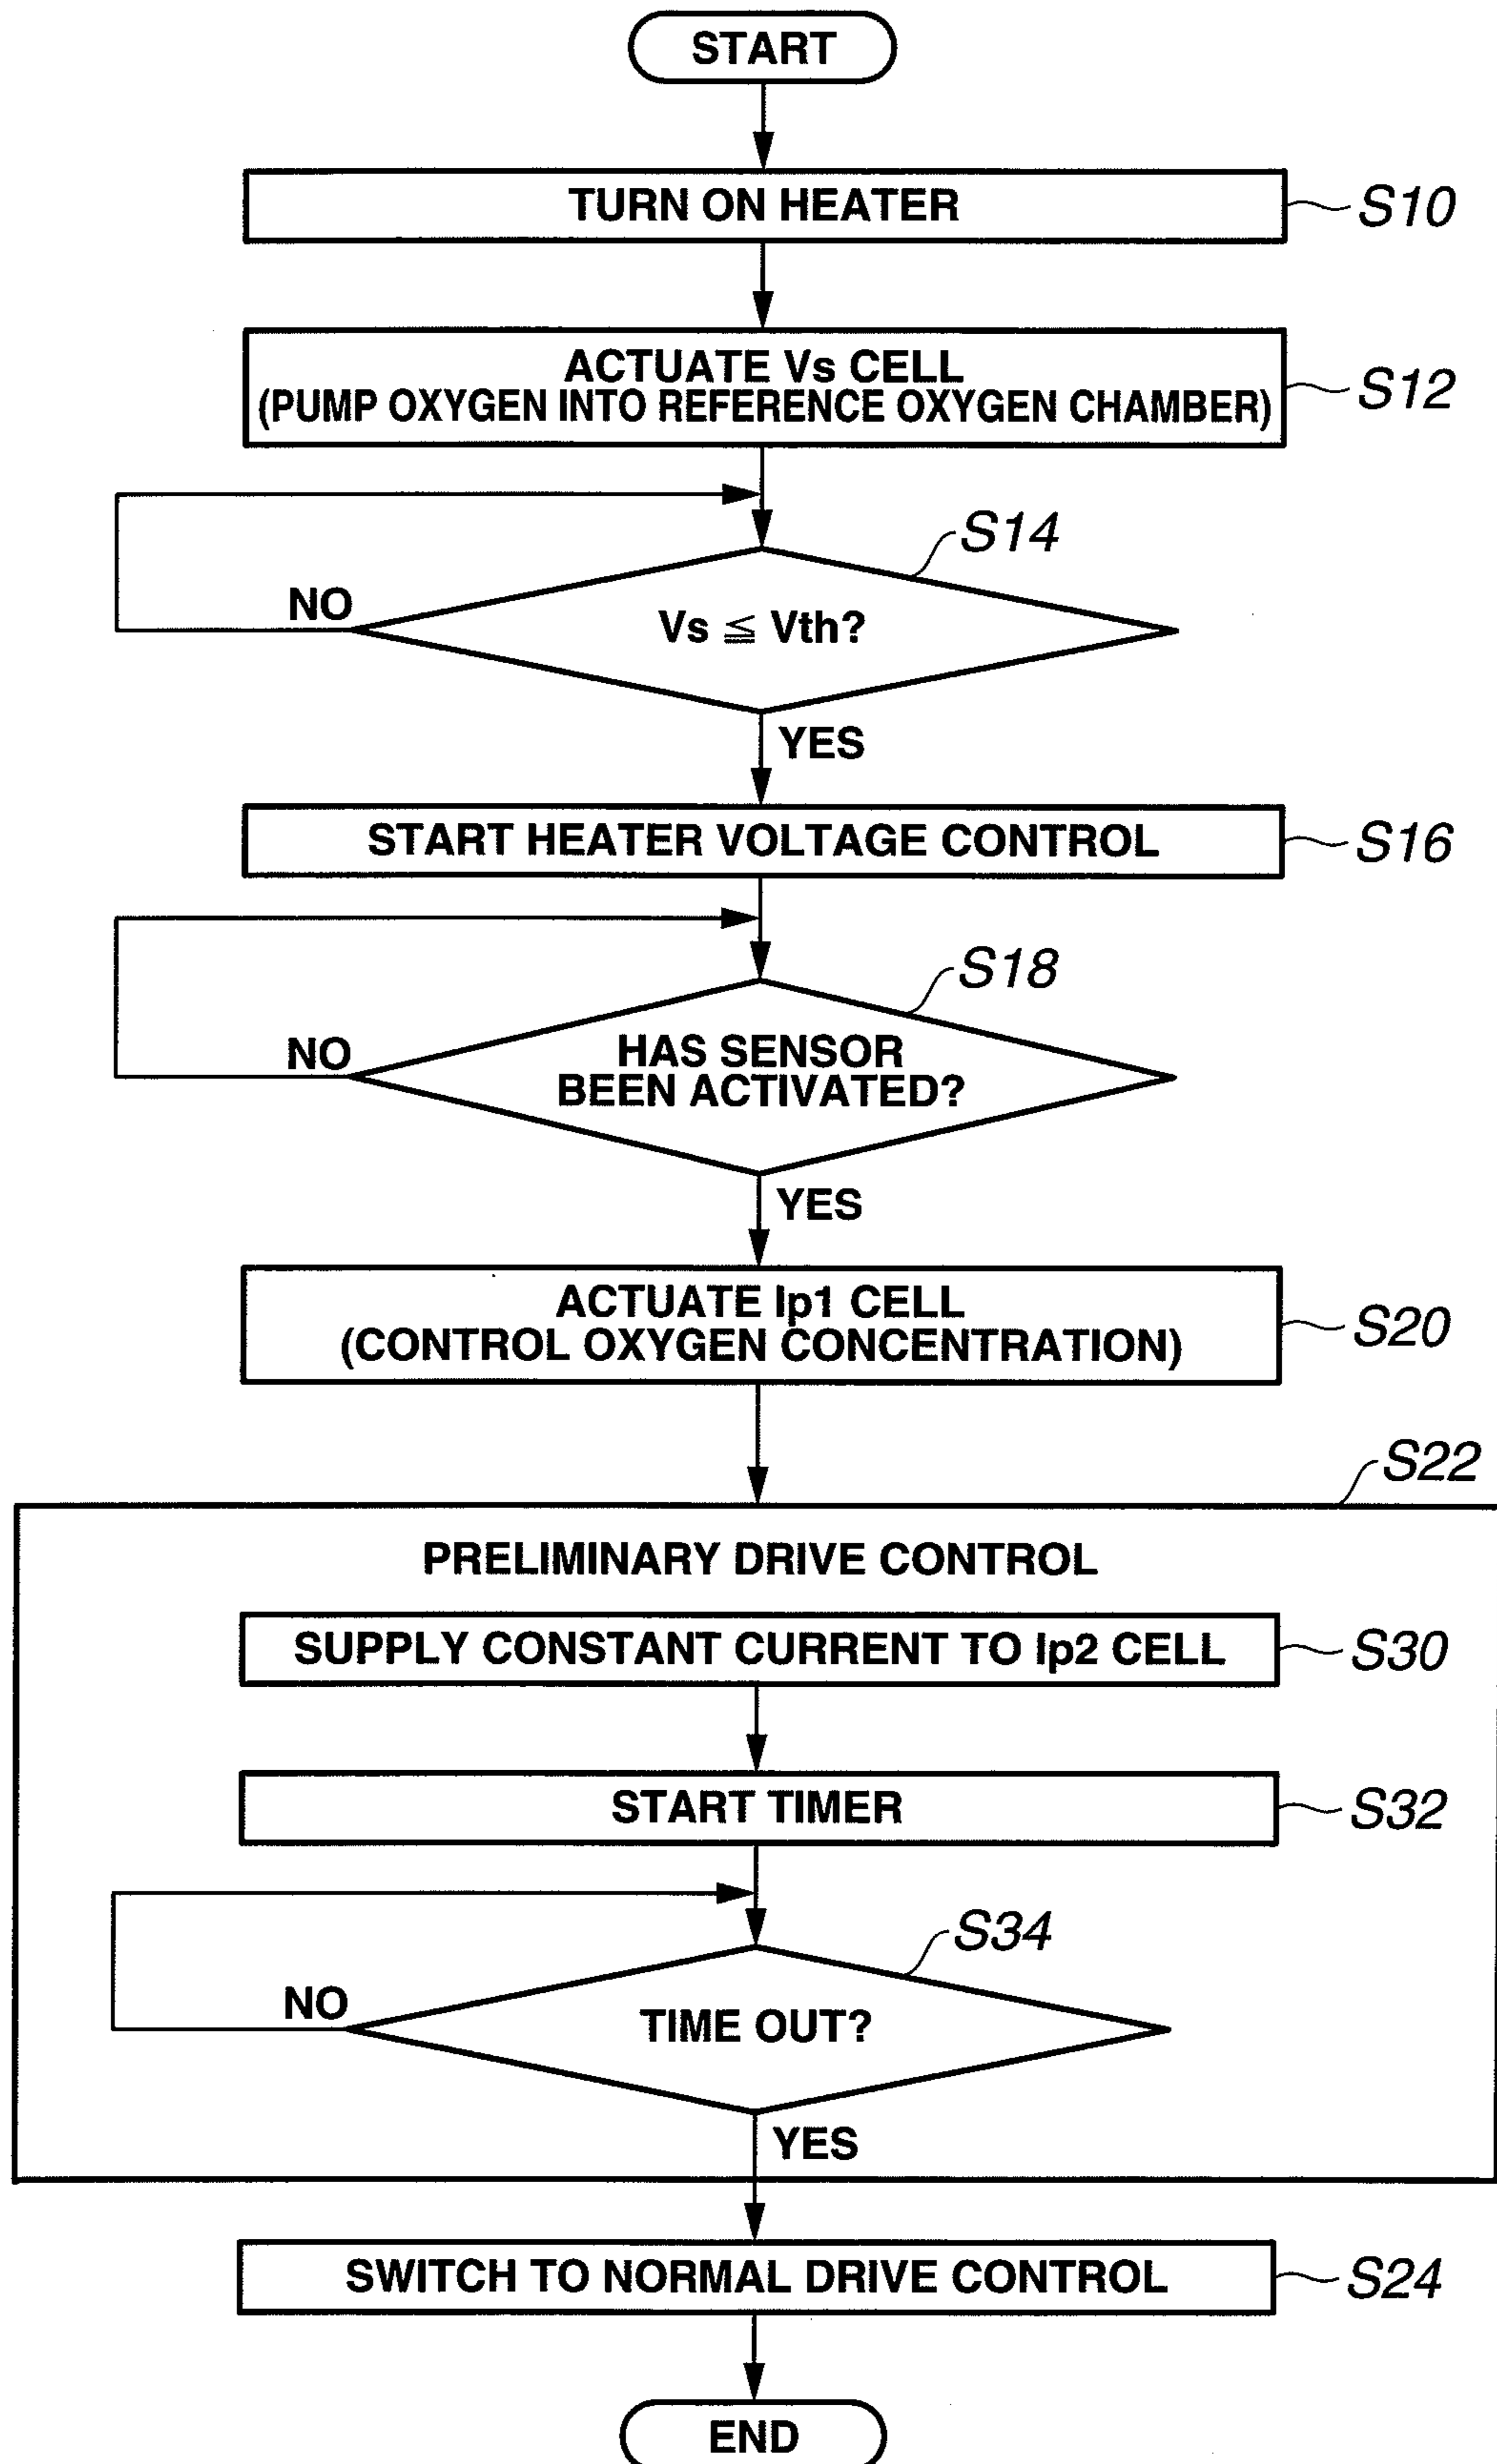 START
TURN ON HEATER
S10
ACTUATE Vs CELL
(PUMP OXYGEN INTO REFERENCE OXYGEN CHAMBER)
S12
S14
NO
Vs ≦ Vth?
YES
START HEATER VOLTAGE CONTROL
S16
S18
NO
HAS SENSOR
BEEN ACTIVATED?
YES
ACTUATE Ip1 CELL
(CONTROL OXYGEN CONCENTRATION)
S20
S22
PRELIMINARY DRIVE CONTROL
SUPPLY CONSTANT CURRENT TO Ip2 CELL
S30
START TIMER
S32
S34
NO
TIME OUT?
YES
SWITCH TO NORMAL DRIVE CONTROL
S24
END